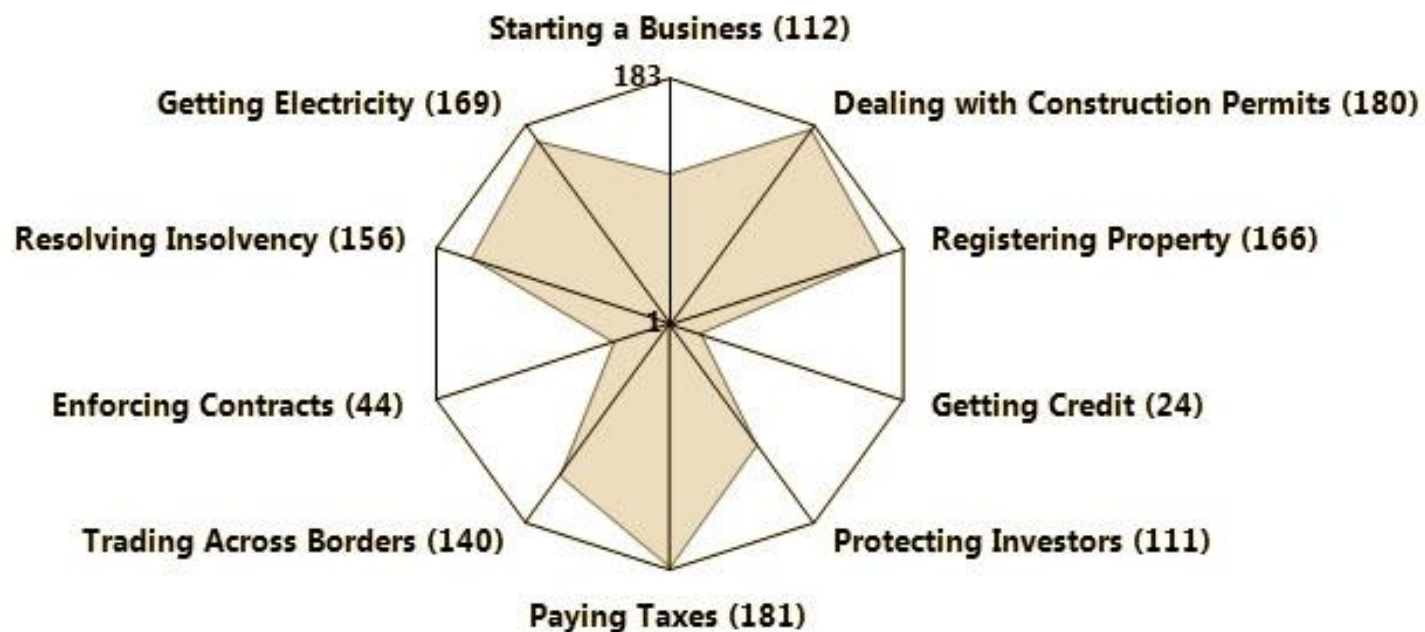 Starting a Business (112)
183
Getting Electricity (169)
Dealing with Construction Permits (180)
Resolving Insolvency (156)
Registering Property (166)
1
Enforcing Contracts (44)
Getting Credit (24)
Trading Across Borders (140)
Protecting Investors (111)
Paying Taxes (181)